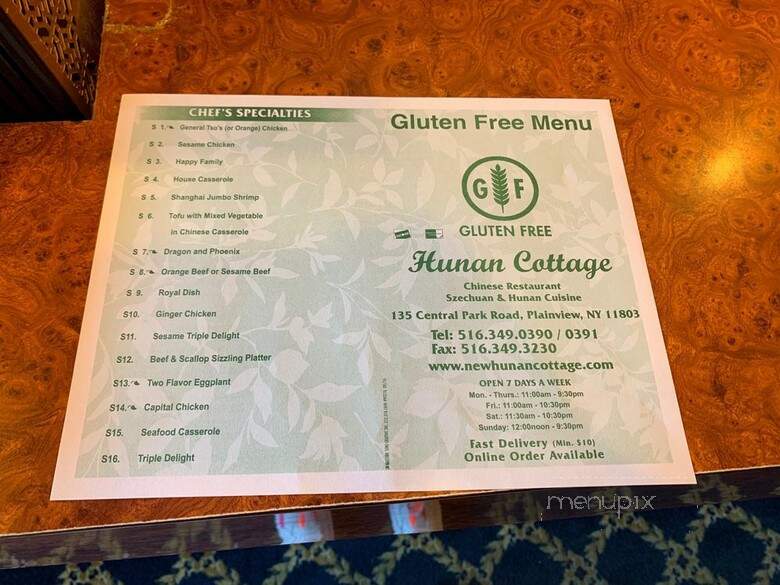 CHEF'S SPECIALTIES
S 1. General Tso's (or Orange) Chicken
S 2. Sesame Chicken
S 3. Happy Family
S 4. House Casserole
S 5. Shanghai Jumbo Shrimp
S 6. Tofu with Mixed Vegetable
in Chinese Casserole
S 7. Dragon and Phoenix
S 8. Orange Beef or Sesame Beef
S 9. Royal Dish
S10. Ginger Chicken
S11. Sesame Triple Delight
S12. Beef & Scallop Sizzling Platter
S13. Two Flavor Eggplant
S14. Capital Chicken
S15. Seafood Casserole
S16. Triple Delight
Gluten Free Menu
G F
GLUTEN FREE
Hunan Cottage
Chinese Restaurant
Szechuan & Hunan Cuisine
135 Central Park Road, Plainview, NY 11803
Tel: 516.349.0390 / 0391
Fax: 516.349.3230
www.newhunancottage.com
OPEN 7 DAYS A WEEK
Mon. - Thurs.: 11:00am - 9:30pm
Fri.: 11:00am - 10:30pm
Sat.: 11:30am - 10:30pm
Sunday: 12:00noon - 9:30pm
Fast Delivery (Min. $10)
Online Order Available
menupix